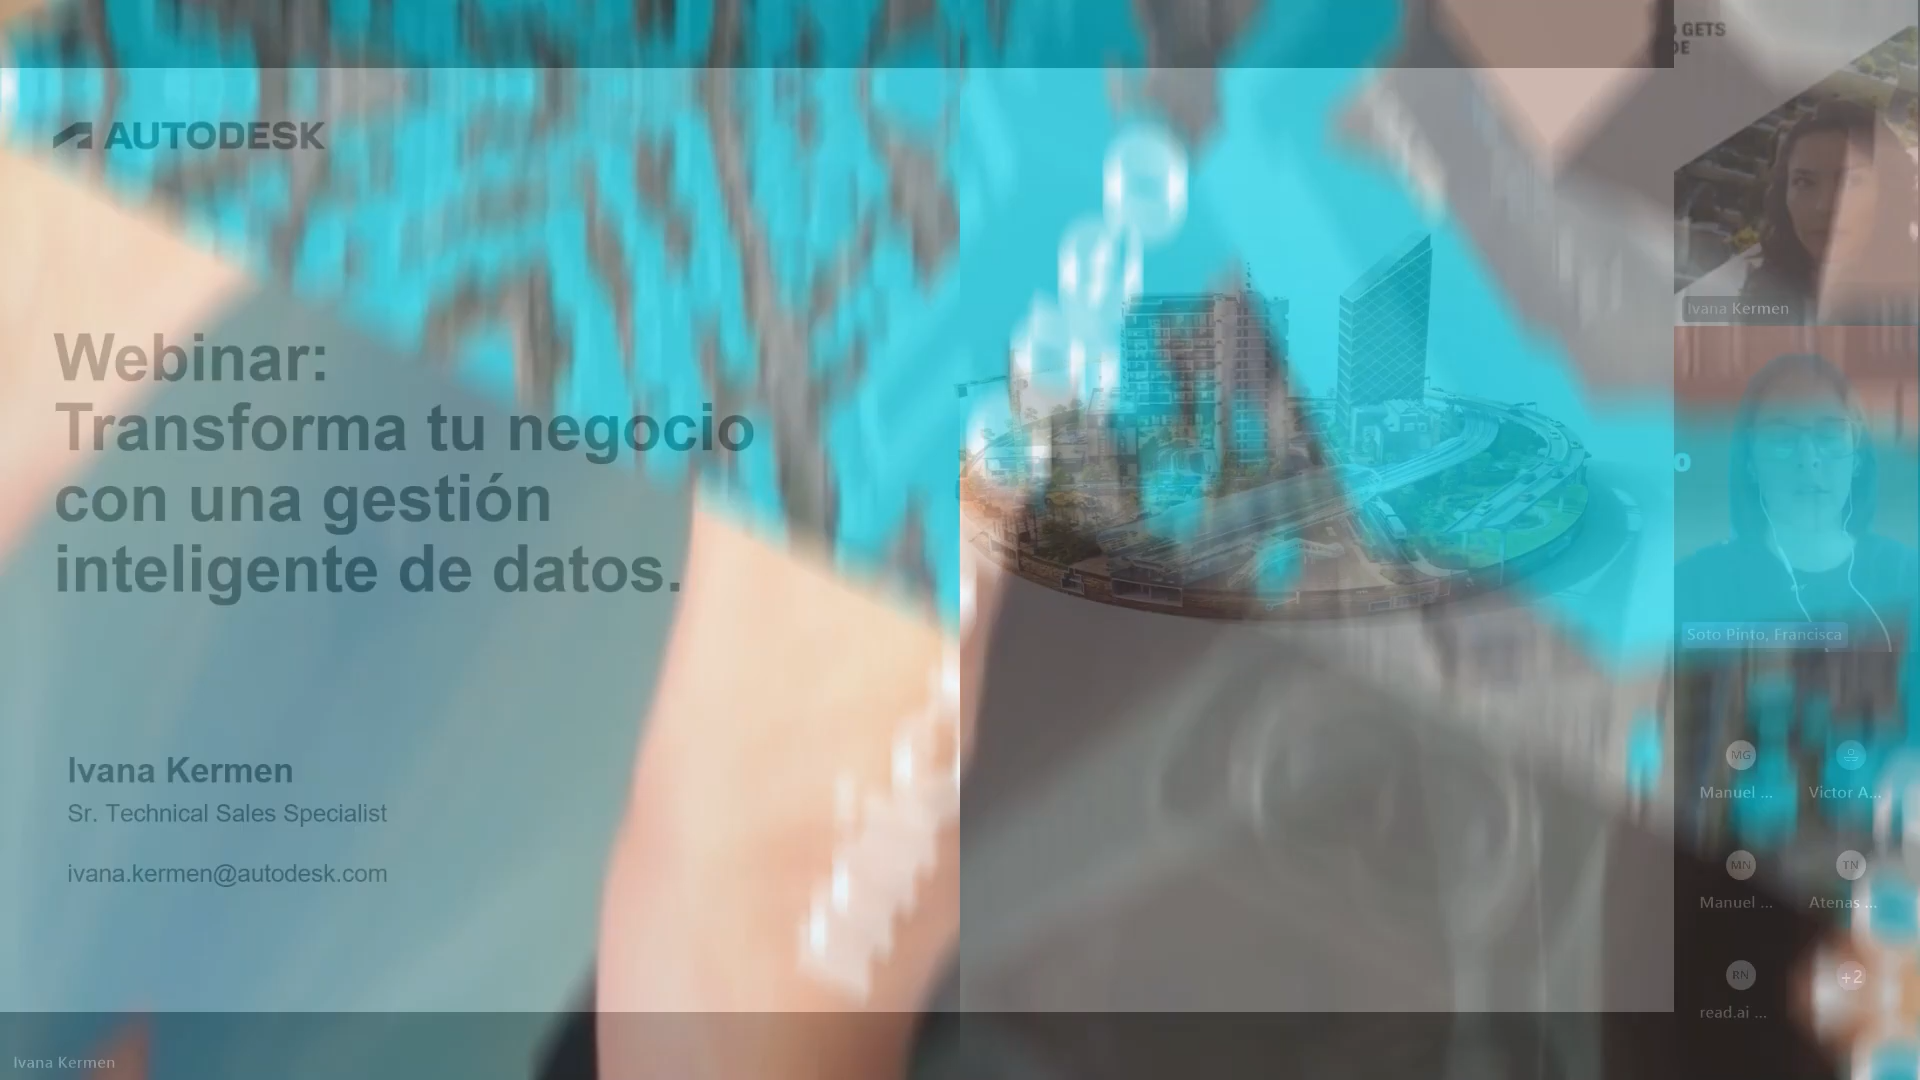 GETS
AUTODESK
Webinar:
Transforma tu negocio
con una gestión
inteligente de datos.
Ivana Kermen
Sr. Technical Sales Specialist
ivana.kermen@autodesk.com
Ivana Kermen
Ivana Kermen
Soto Pinto, Francisca
MG
Manuel ...
Victor A...
MN
TN
Manuel ...
Atenas ...
RN
+2
read.ai ...